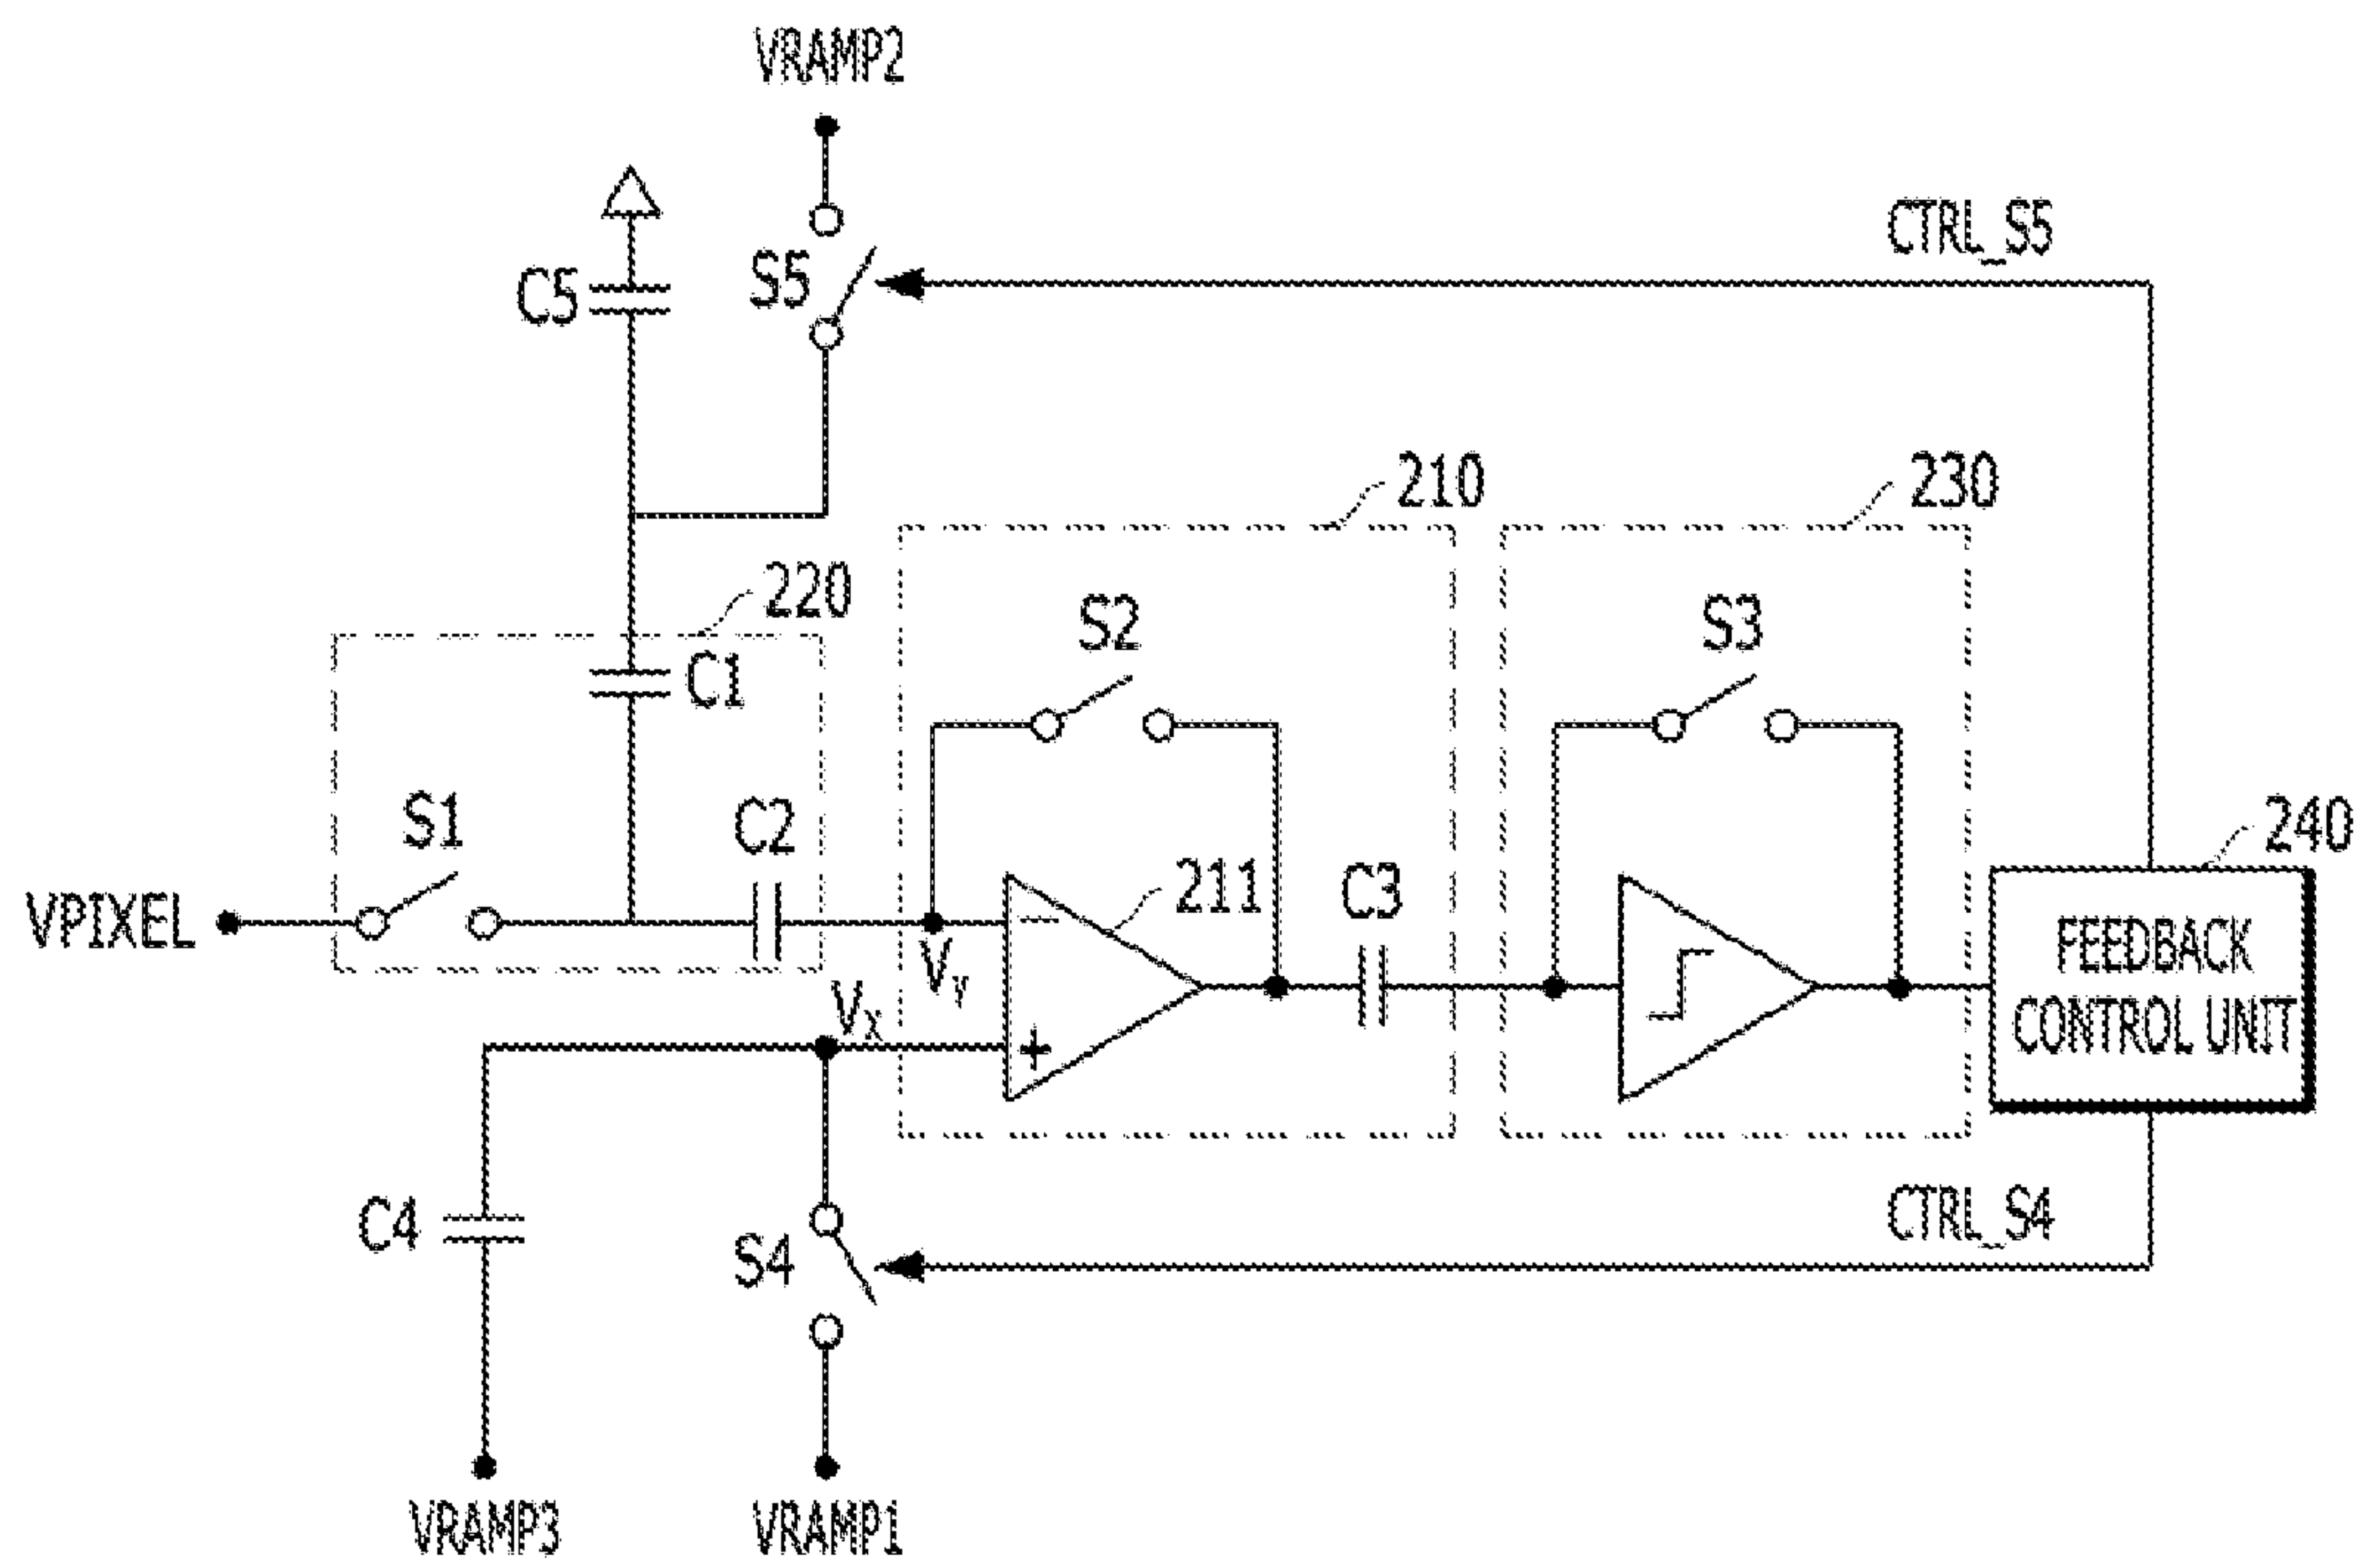 VRAMP2
CTRL_S5
C5
S5
210
230
220
S2
S3
C1
S1
C2
211
C3
240
VPIXEL
−
Vy
FEEDBACK
CONTROL UNIT
Vx
+
C4
S4
CTRL_S4
VRAMP3
VRAMP1